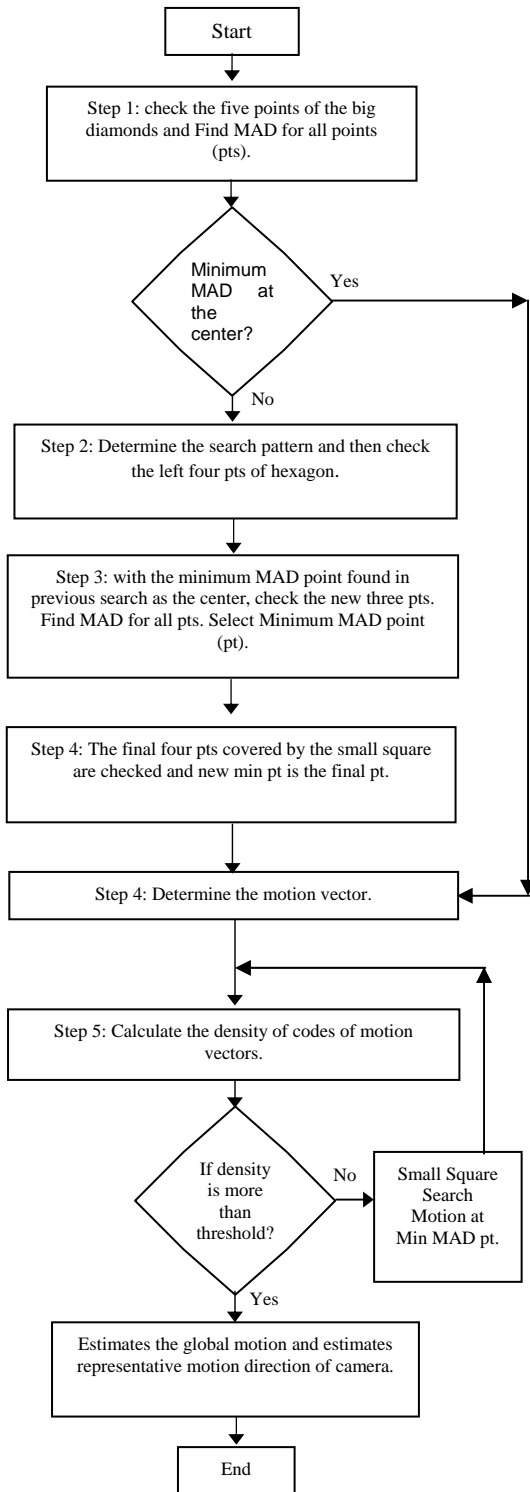 Start
Step 1: check the five points of the big
diamonds and Find MAD for all points
(pts).
Minimum
MAD at
the
center?
Yes
No
Step 2: Determine the search pattern and then check
the left four pts of hexagon.
Step 3: with the minimum MAD point found in
previous search as the center, check the new three pts.
Find MAD for all pts. Select Minimum MAD point
(pt).
Step 4: The final four pts covered by the small square
are checked and new min pt is the final pt.
Step 4: Determine the motion vector.
Step 5: Calculate the density of codes of motion
vectors.
If density
is more
than
threshold?
No
Small Square
Search
Motion at
Min MAD pt.
Yes
Estimates the global motion and estimates
representative motion direction of camera.
End